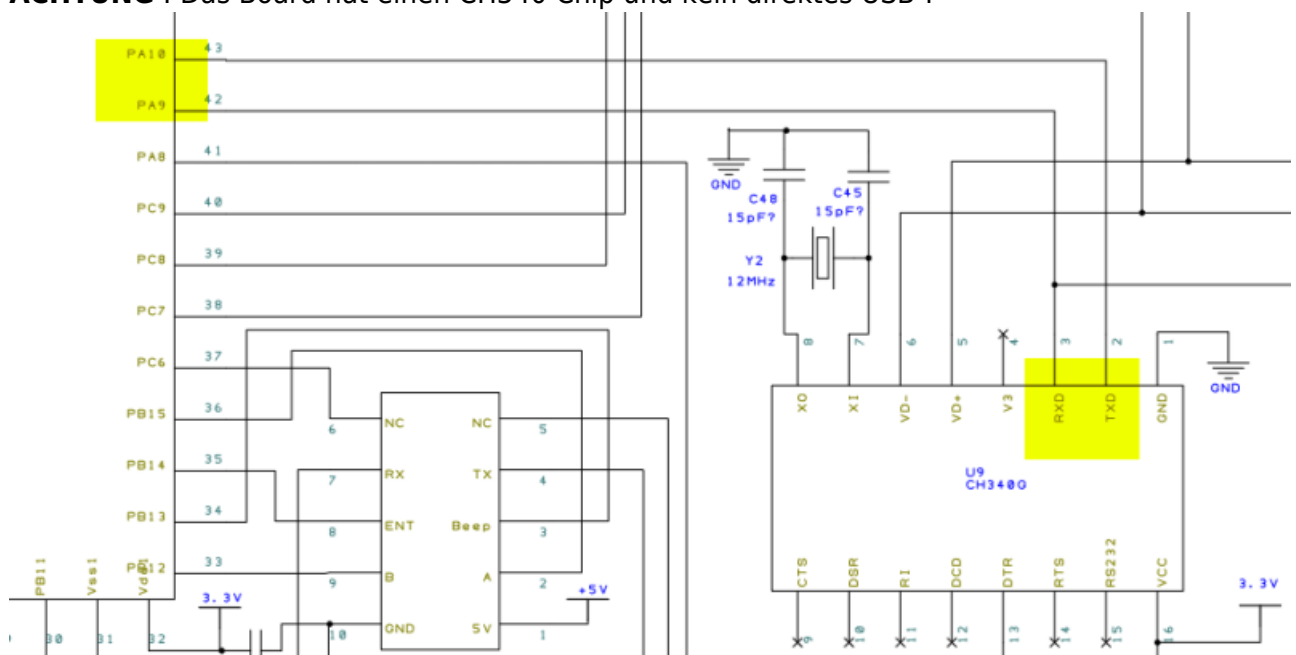 ACHTUNG : Das Board hat einen CH340 Chip und kein direktes USB !
PA10 43
PA9 42
PA8 41
PC9 40
PC8 39
PC7 38
PC6 37
PB15 36
PB14 35
PB13 34
PB12 33
PB11
Vss1
30
31
32
3.3V
NC 6
RX 7
ENT 8
B 9
GND 10
NC 5
TX 4
Beep 3
A 2
5V 1
+5V
GND
C48
15pF?
C45
15pF?
Y2
12MHz
8
7
6
5
4
3
2
1
GND
XO
XI
VD-
VD+
V3
RXD
TXD
GND
U9
CH340G
CTS
DSR
RI
DCD
DTR
RTS
RS232
VCC
9
10
11
12
13
14
15
16
3.3V